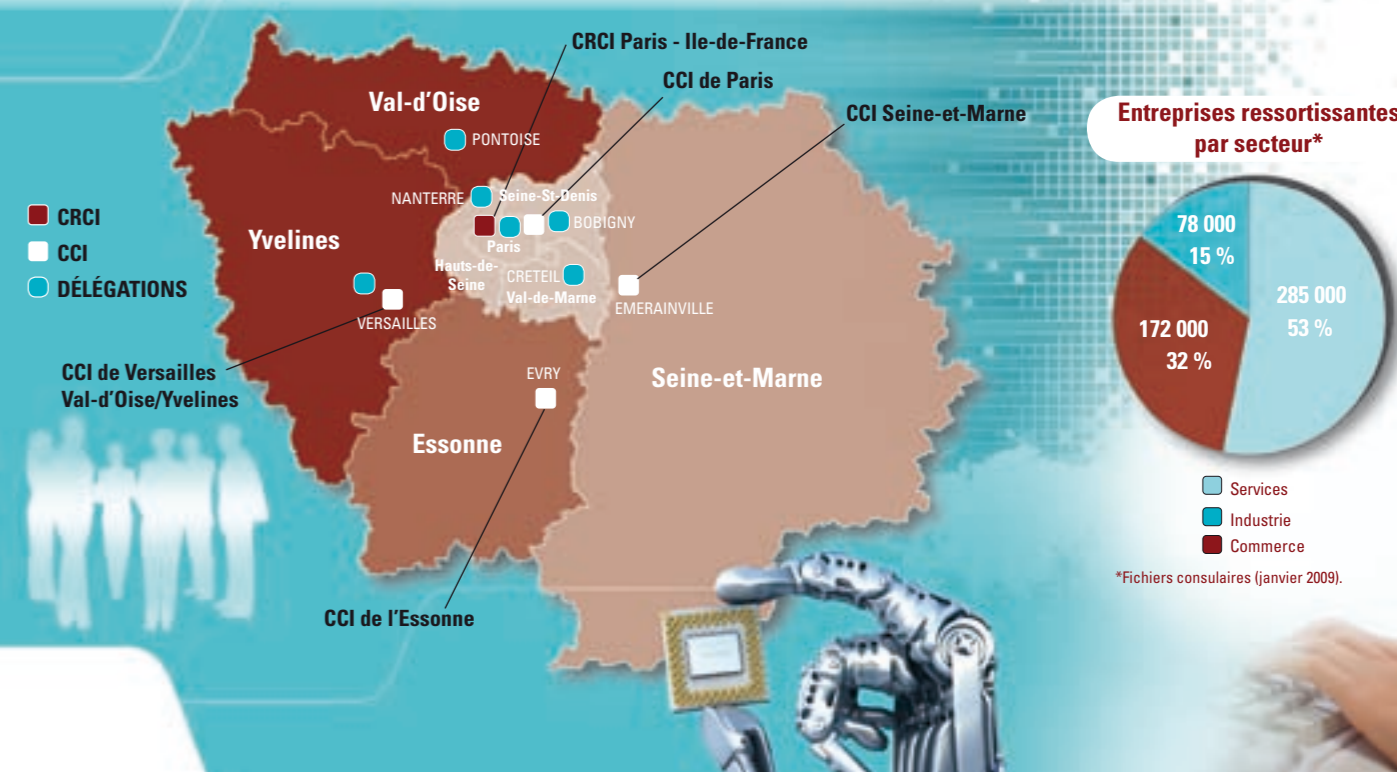 CRCI Paris - Ile-de-France
CCI de Paris
CCI Seine-et-Marne
Val-d'Oise
PONTOISE
NANTERRE
Seine-St-Denis
BOBIGNY
Paris
Hauts-de-
Seine
CRETEIL
Val-de-Marne
EMERAINVILLE
Yvelines
VERSAILLES
CRCI
CCI
DÉLÉGATIONS
CCI de Versailles
Val-d'Oise/Yvelines
EVRY
Essonne
Seine-et-Marne
CCI de l'Essonne
Entreprises ressortissantes
par secteur*
78 000
15 %
285 000
53 %
172 000
32 %
Services
Industrie
Commerce
*Fichiers consulaires (janvier 2009).